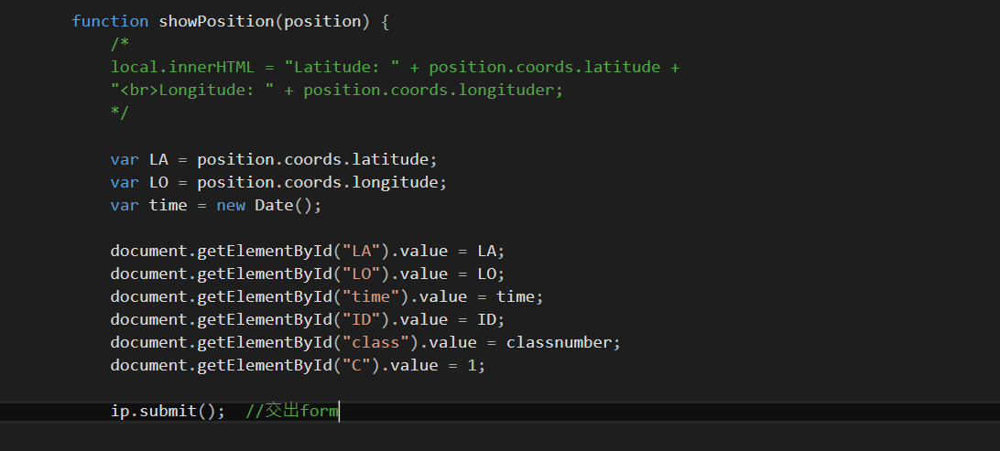 function showPosition(position) {
/*
local.innerHTML = "Latitude: " + position.coords.latitude +
"<br>Longitude: " + position.coords.longituder;
*/
var LA = position.coords.latitude;
var LO = position.coords.longitude;
var time = new Date();
document.getElementById("LA").value = LA;
document.getElementById("LO").value = LO;
document.getElementById("time").value = time;
document.getElementById("ID").value = ID;
document.getElementById("class").value = classnumber;
document.getElementById("C").value = 1;
ip.submit();  //交出form